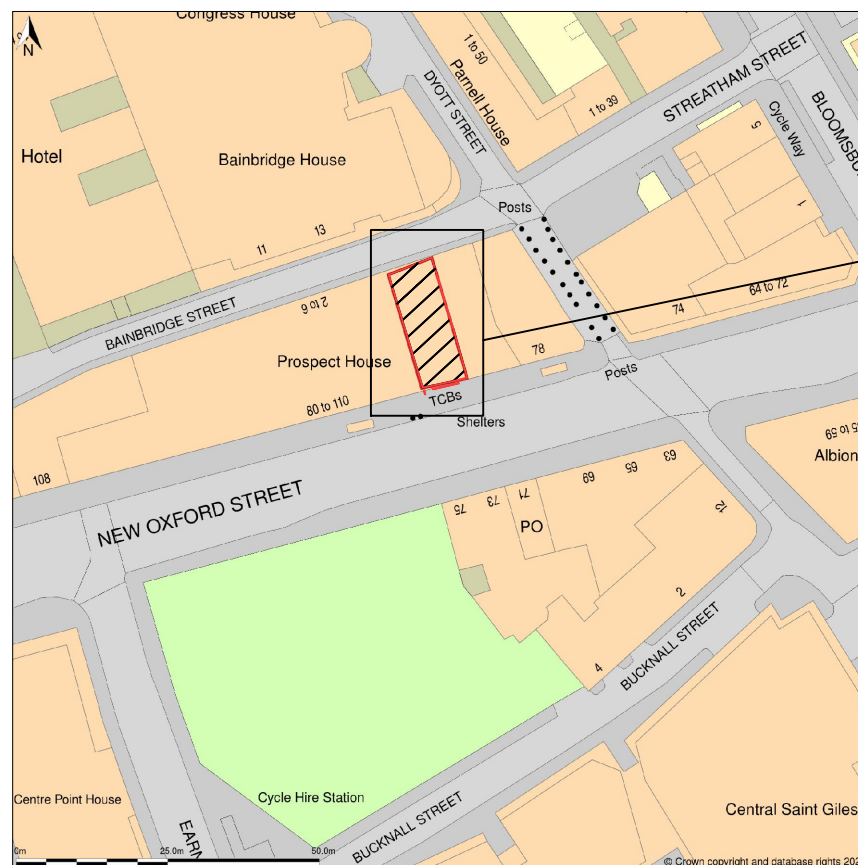 Congress House
N
1 to 50
Parnell House
1 to 39
STREATHAM STREET
DYOTT STREET
Cycle Way
5
Hotel
Bainbridge House
1
Posts
13
11
64 to 72
74
2 to 6
BAINBRIDGE STREET
78
Prospect House
Posts
TCBs
80 to 110
Shelters
108
63
65
69
Albion
NEW OXFORD STREET
71
73
75
12
PO
2
BUCKNALL STREET
4
Centre Point House
Cycle Hire Station
Central Saint Giles
BUCKNALL STREET
0m
25.0m
50.0m
© Crown copyright and database rights